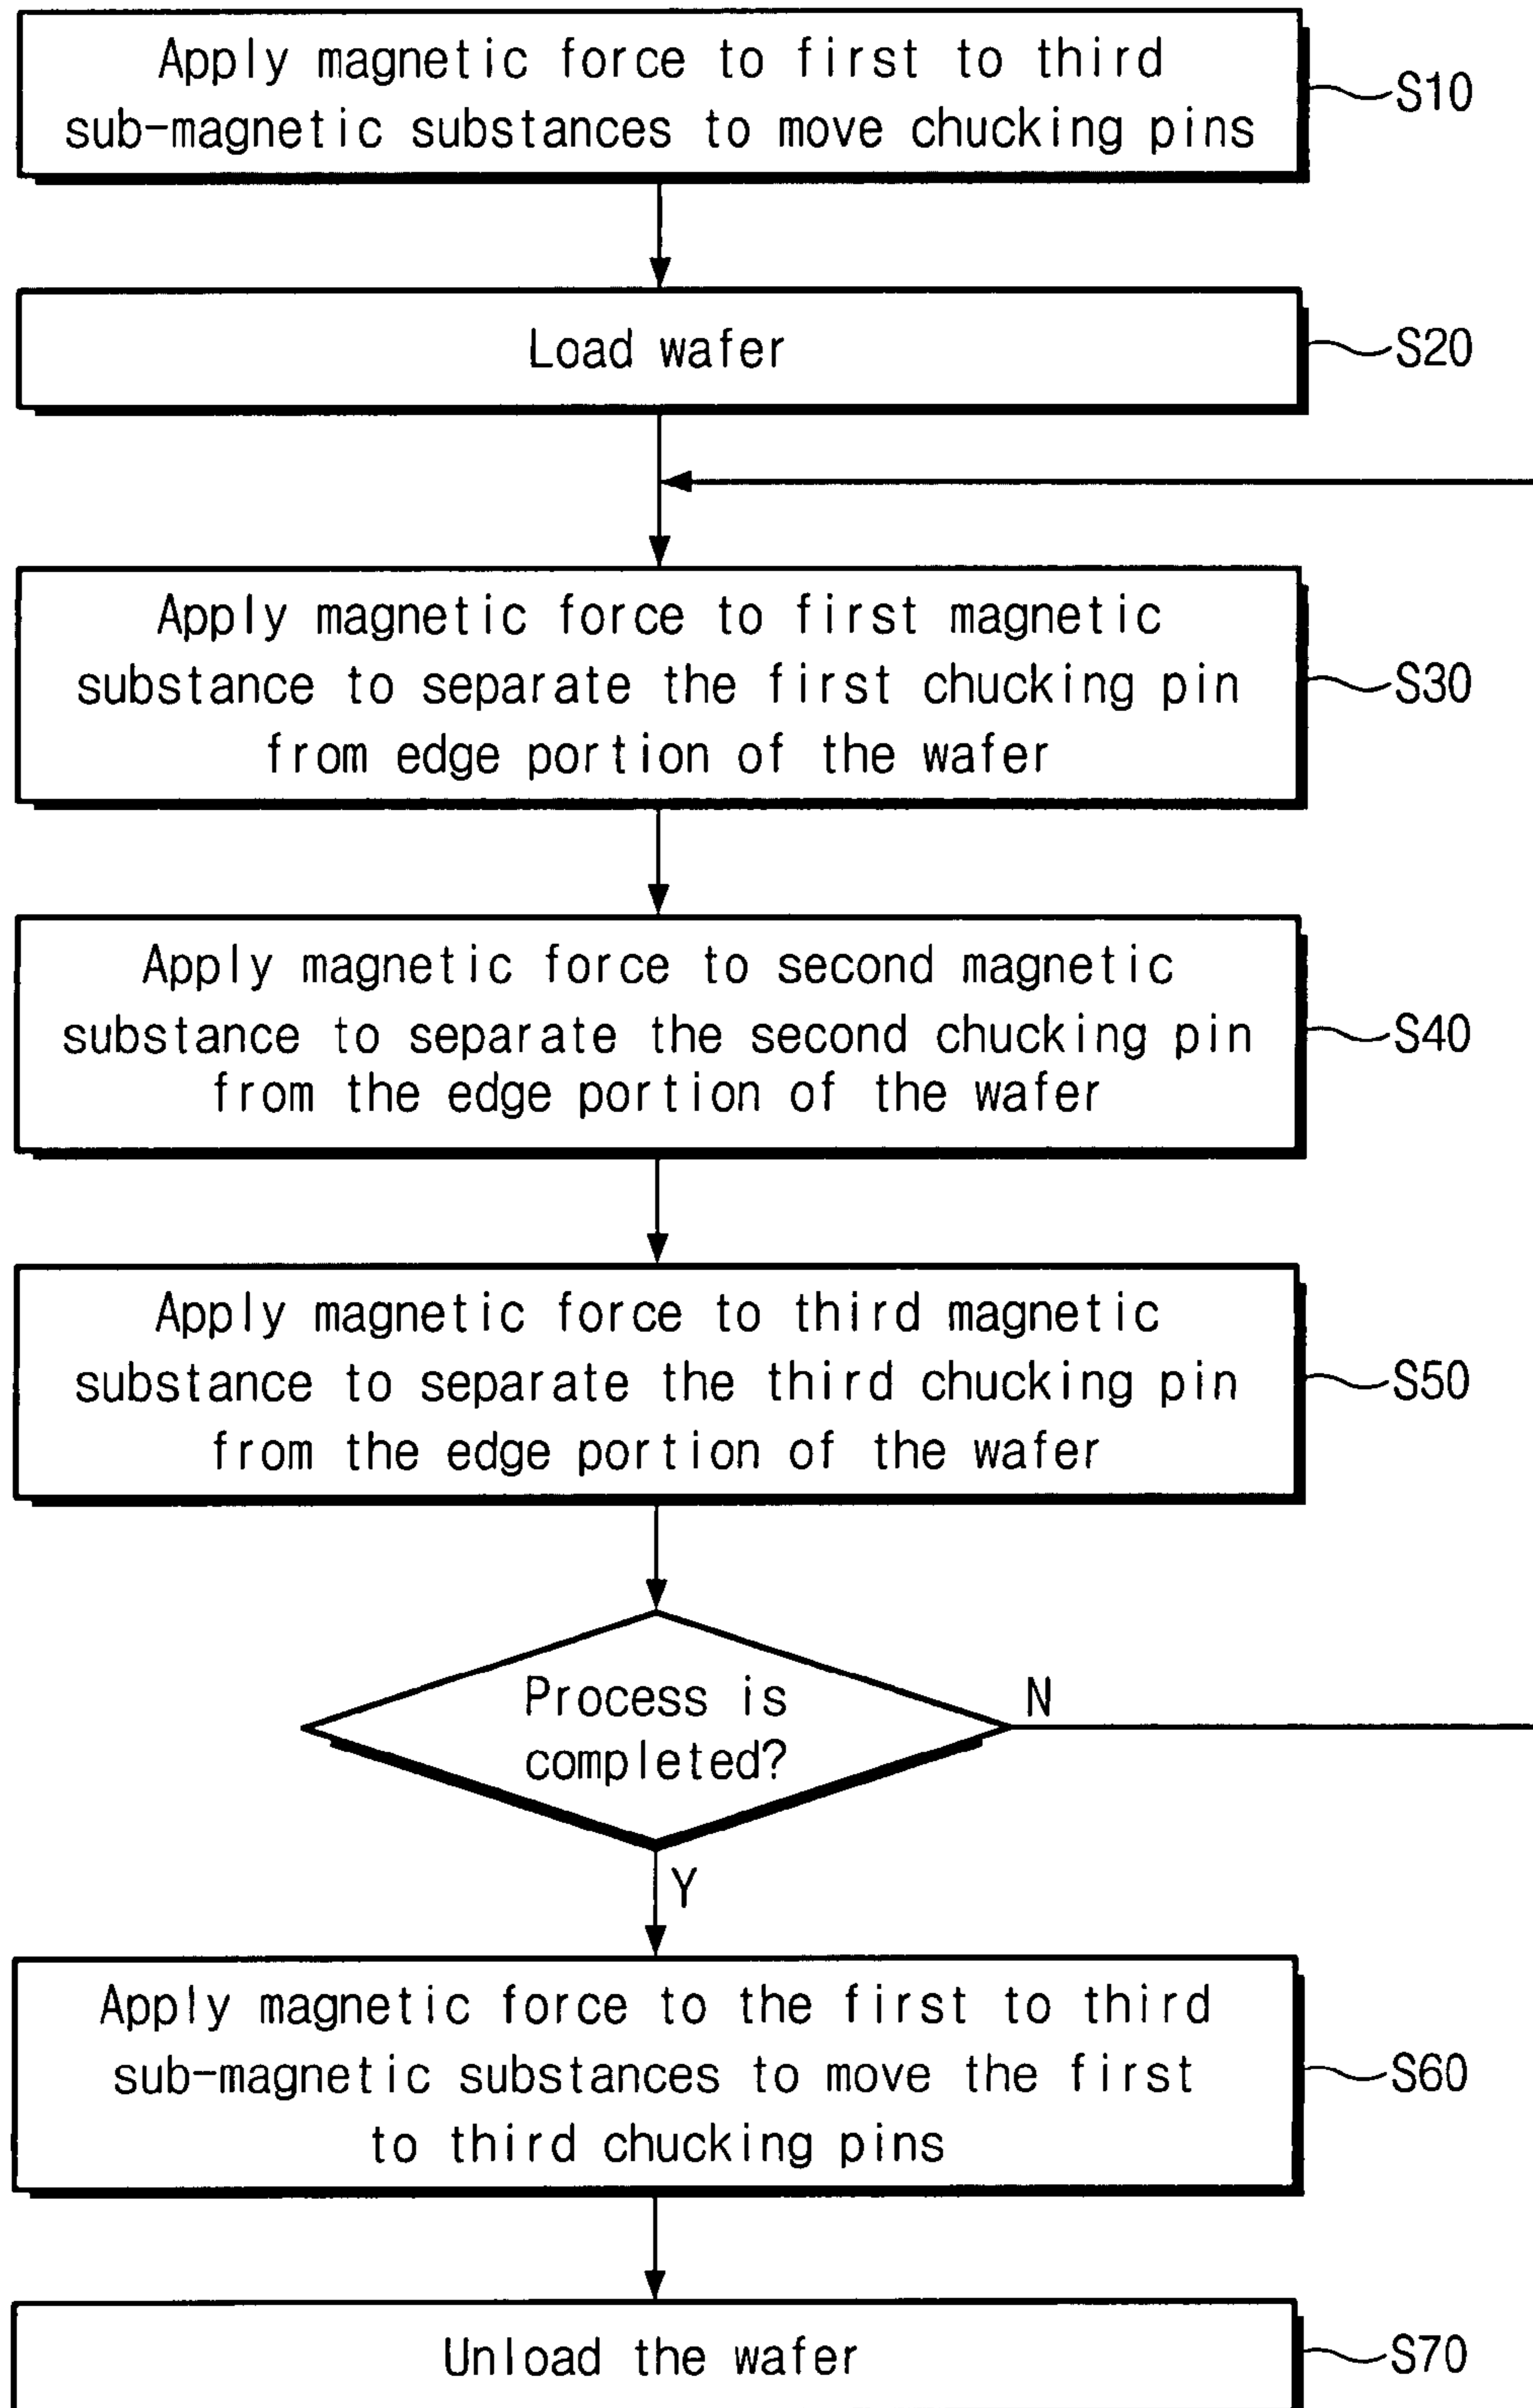 Apply magnetic force to first to third
sub-magnetic substances to move chucking pins
S10
Load wafer
S20
Apply magnetic force to first magnetic
substance to separate the first chucking pin
from edge portion of the wafer
S30
Apply magnetic force to second magnetic
substance to separate the second chucking pin
from the edge portion of the wafer
S40
Apply magnetic force to third magnetic
substance to separate the third chucking pin
from the edge portion of the wafer
S50
Process is
completed?
N
Y
Apply magnetic force to the first to third
sub-magnetic substances to move the first
to third chucking pins
S60
Unload the wafer
S70